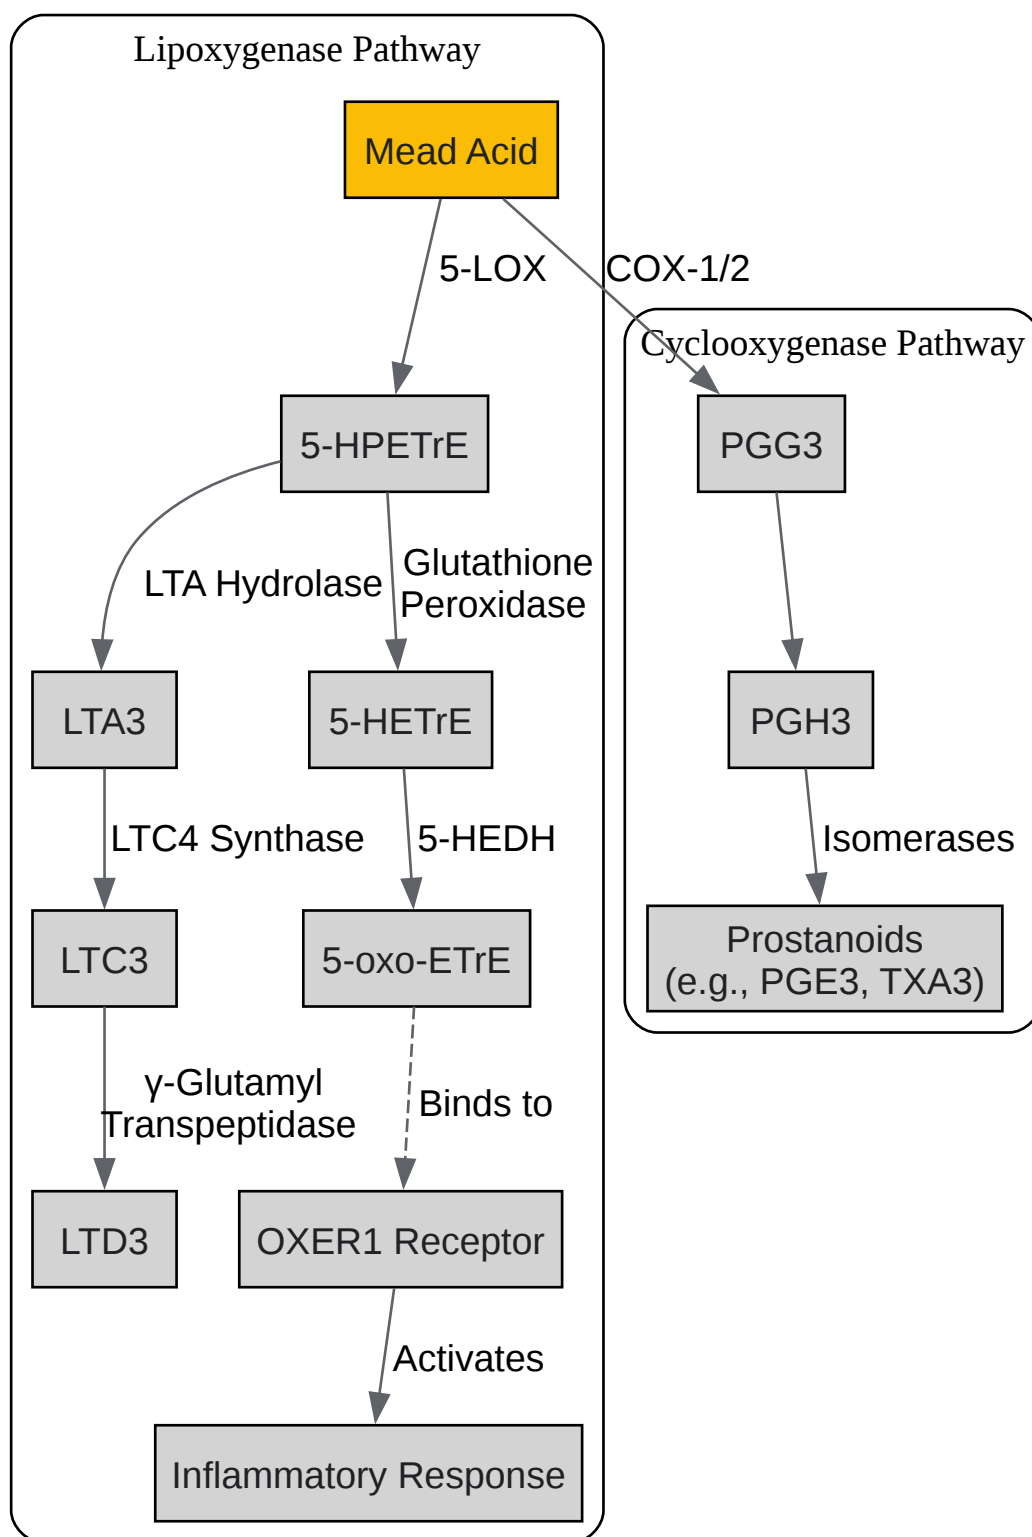 Lipoxygenase Pathway
Mead Acid
5-LOX
COX-1/2
Cyclooxygenase Pathway
5-HPETrE
PGG3
LTA Hydrolase
Glutathione
Peroxidase
LTA3
5-HETrE
PGH3
LTC4 Synthase
5-HEDH
Isomerases
LTC3
5-oxo-ETrE
Prostanoids
(e.g., PGE3, TXA3)
γ-Glutamyl
Transpeptidase
Binds to
LTD3
OXER1 Receptor
Activates
Inflammatory Response